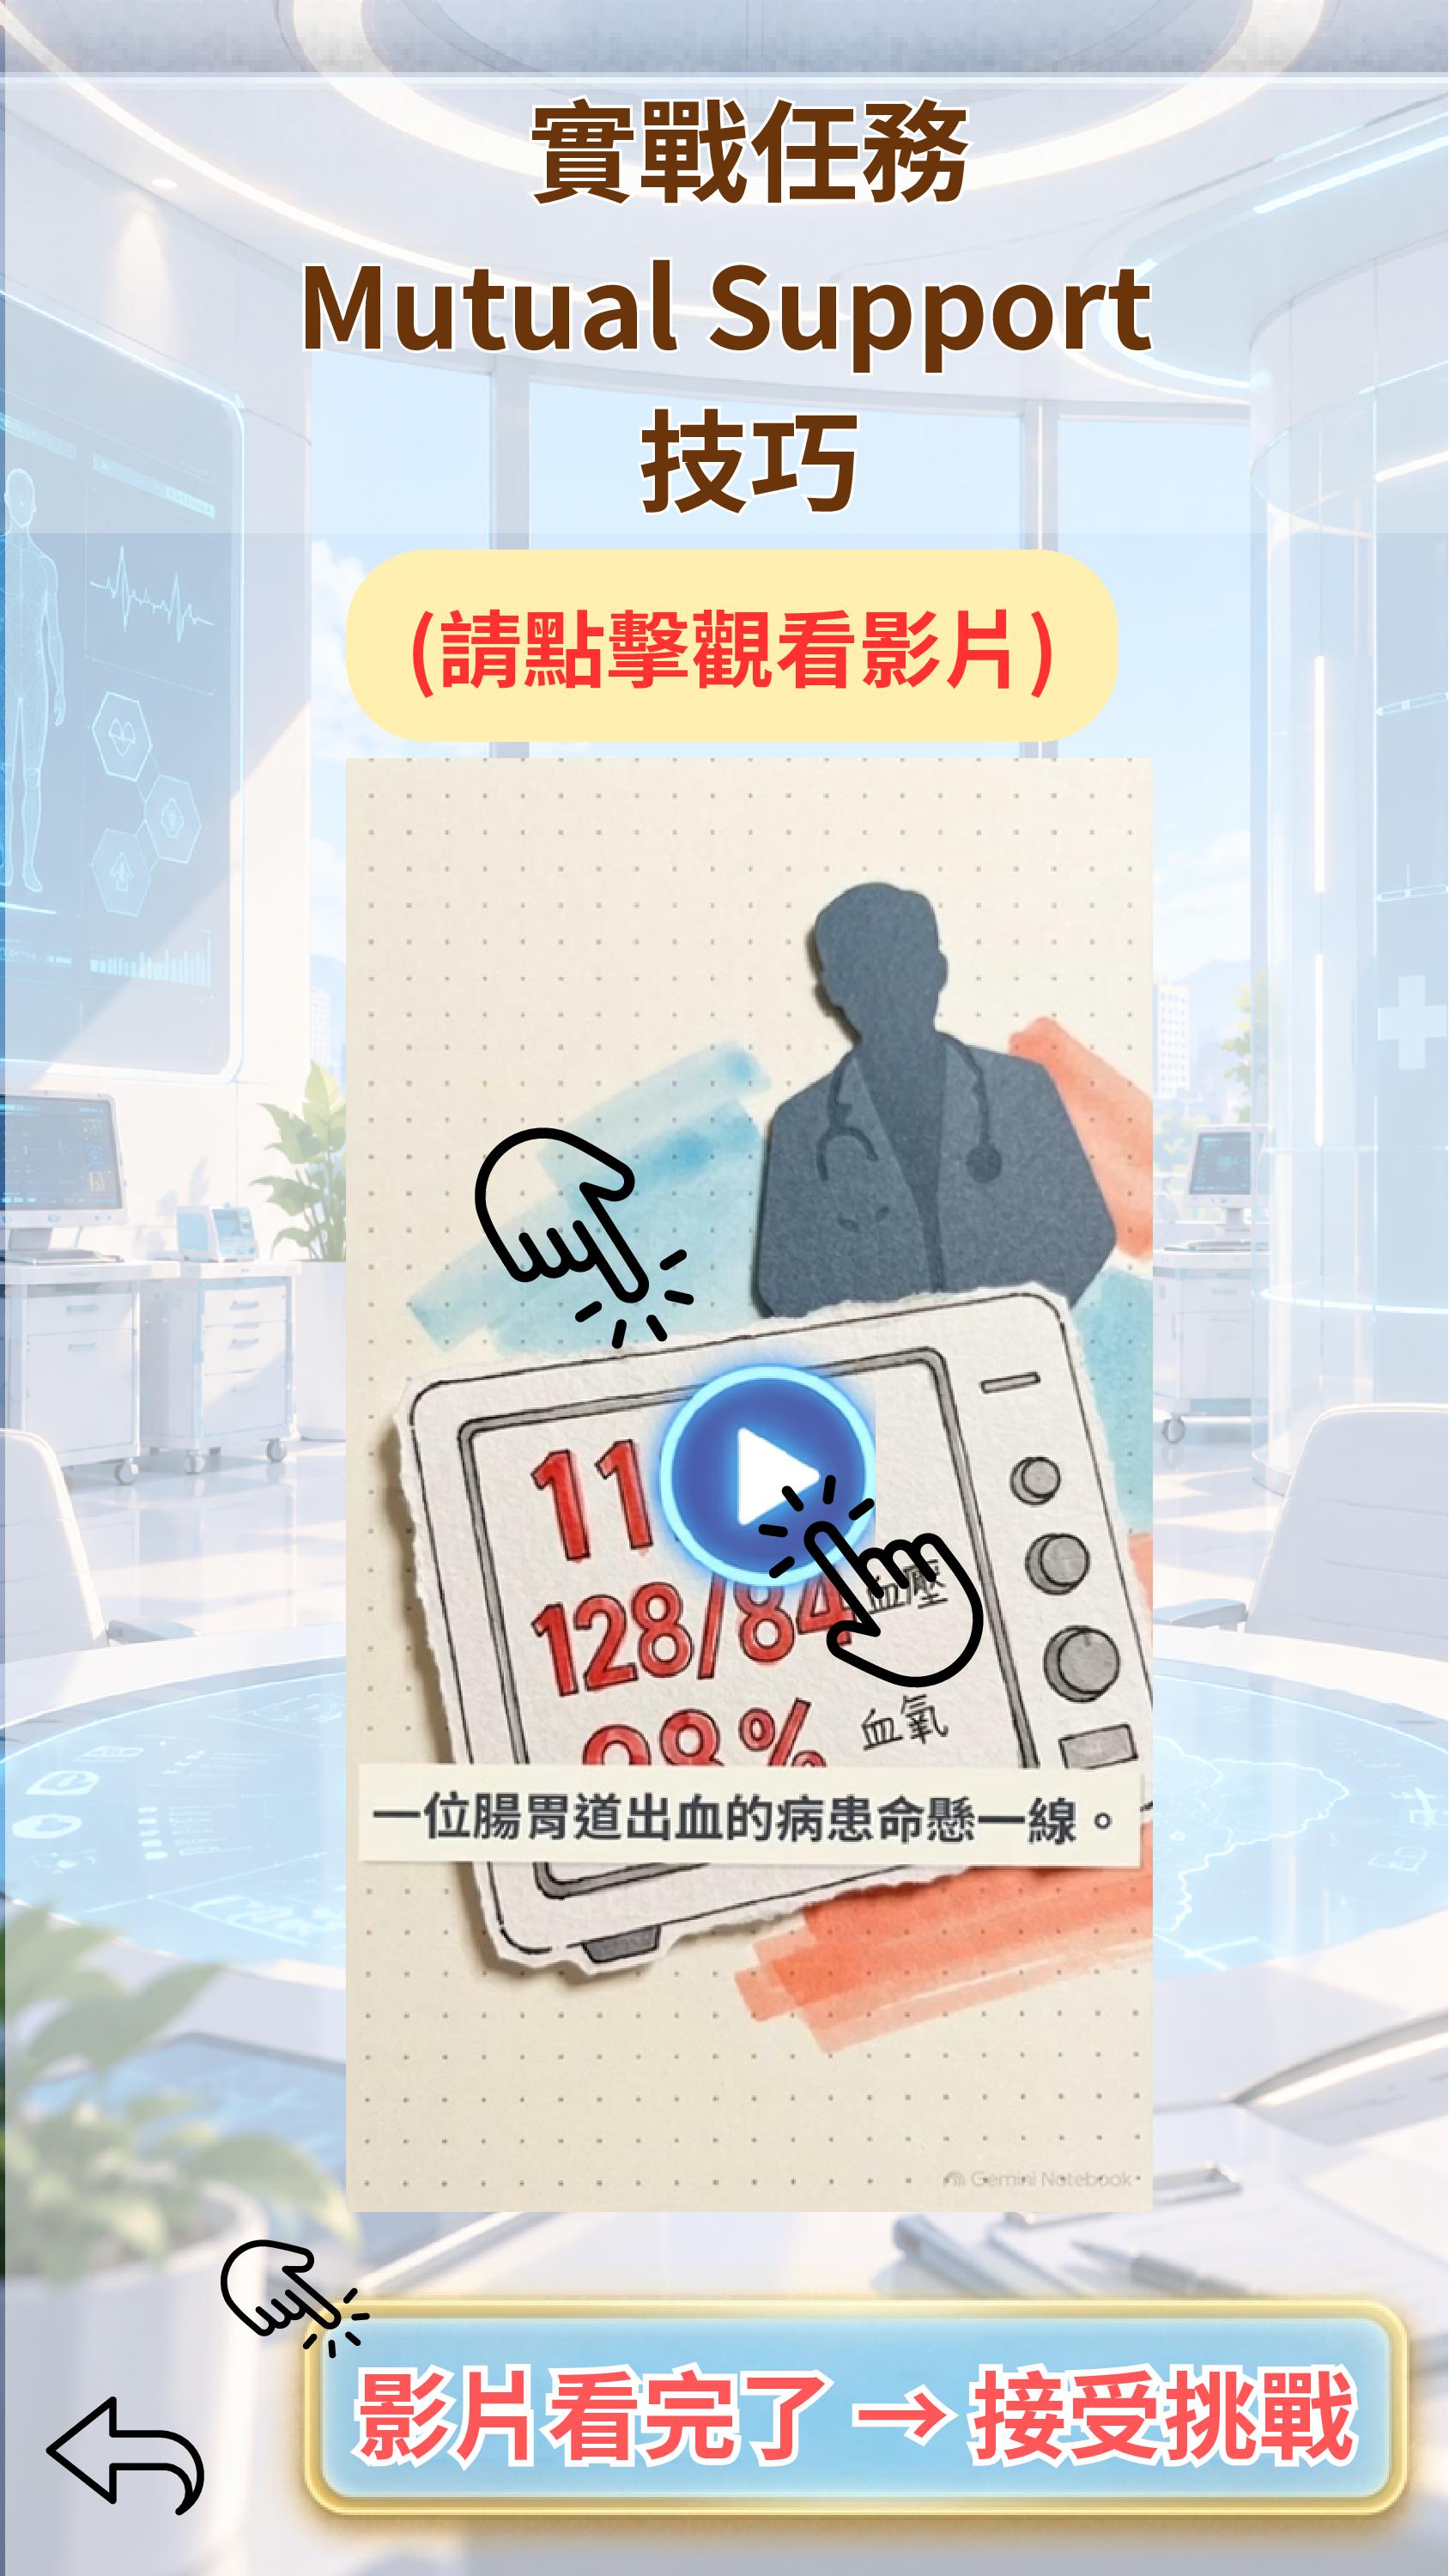 實戰任務
Mutual Support
技巧
(請點擊觀看影片)
11
128/84 血壓
98% 血氧
一位腸胃道出血的病患命懸一線。
Gemini Notebook
影片看完了 → 接受挑戰